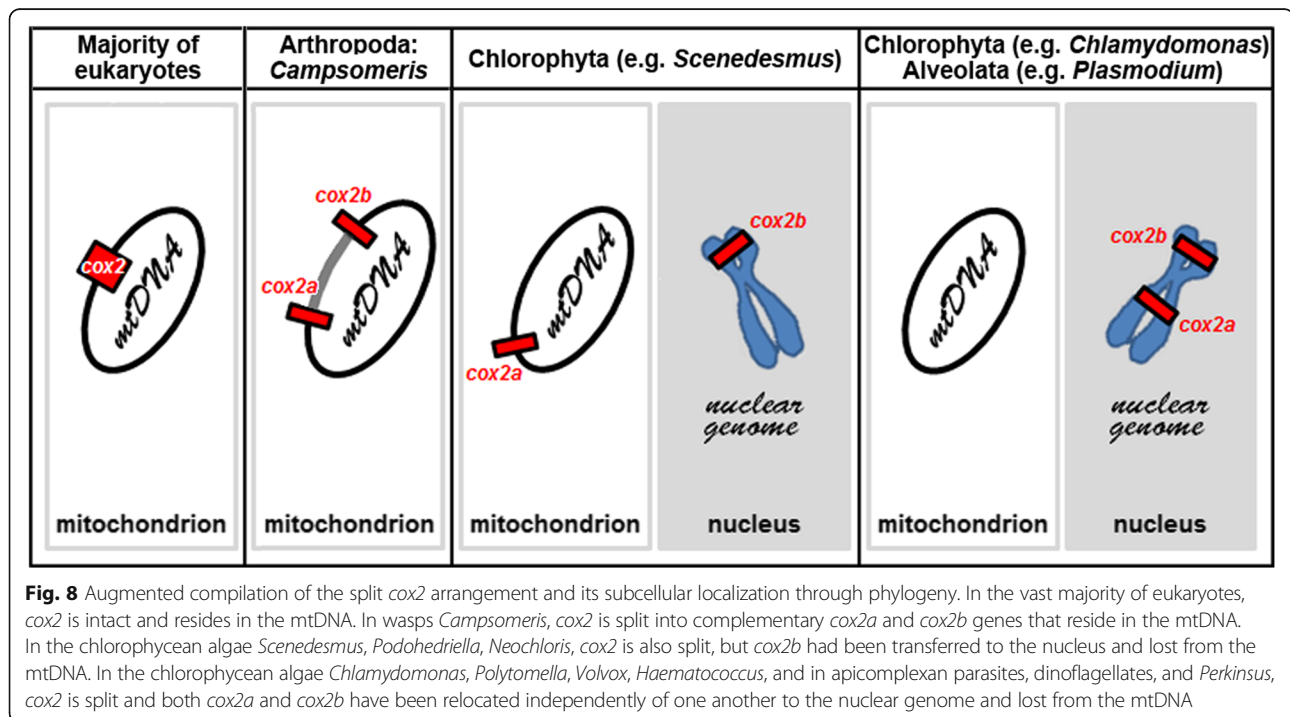 Majority of
eukaryotes
Arthropoda:
Campsomeris
Chlorophyta (e.g. Scenedesmus)
Chlorophyta (e.g. Chlamydomonas)
Alveolata (e.g. Plasmodium)
cox2
mtDNA
mitochondrion
cox2b
cox2a
mtDNA
mitochondrion
cox2a
mtDNA
mitochondrion
cox2b
nuclear
genome
nucleus
mtDNA
mitochondrion
cox2b
cox2a
nuclear
genome
nucleus
Fig. 8 Augmented compilation of the split cox2 arrangement and its subcellular localization through phylogeny. In the vast majority of eukaryotes,
cox2 is intact and resides in the mtDNA. In wasps Campsomeris, cox2 is split into complementary cox2a and cox2b genes that reside in the mtDNA.
In the chlorophycean algae Scenedesmus, Podohedriella, Neochloris, cox2 is also split, but cox2b had been transferred to the nucleus and lost from the
mtDNA. In the chlorophycean algae Chlamydomonas, Polytomella, Volvox, Haematococcus, and in apicomplexan parasites, dinoflagellates, and Perkinsus,
cox2 is split and both cox2a and cox2b have been relocated independently of one another to the nuclear genome and lost from the mtDNA